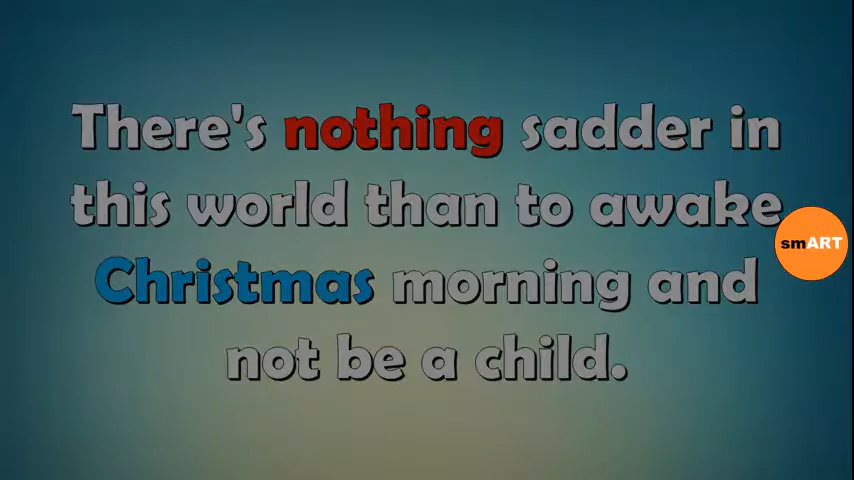 There's nothing sadder in
this world than to awake
Christmas morning and
not be a child.
smART